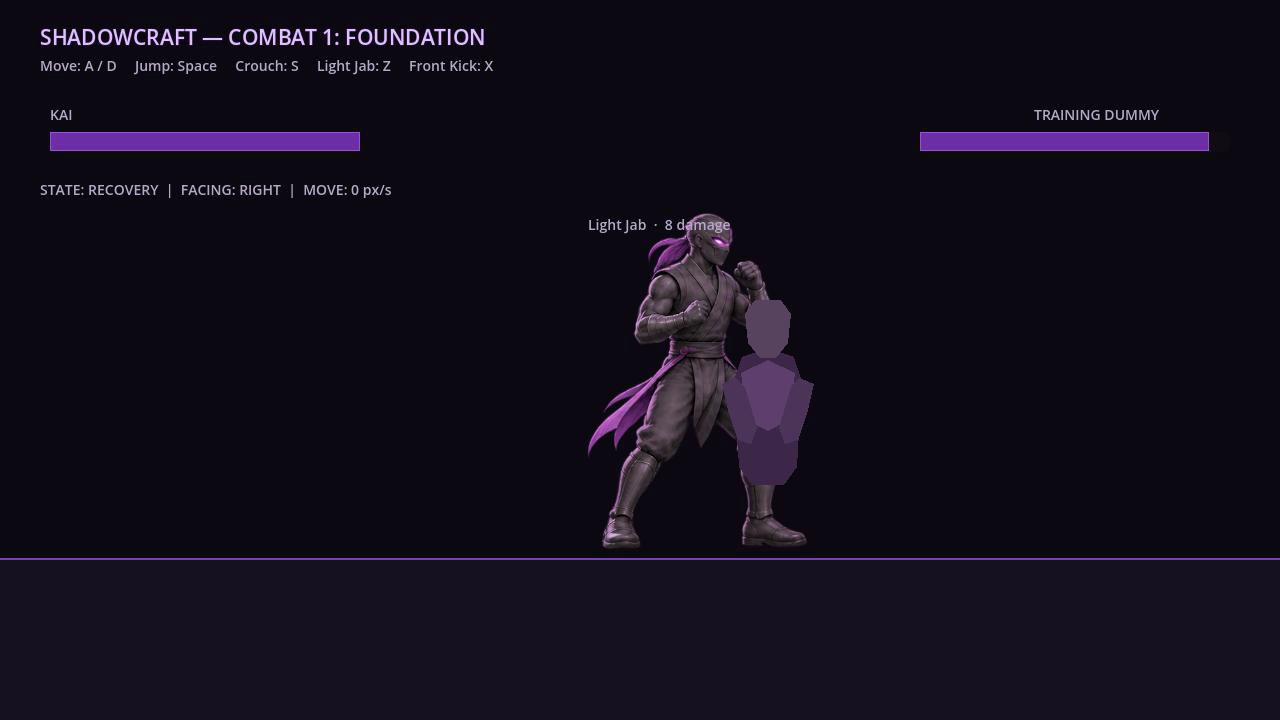 SHADOWCRAFT — COMBAT 1: FOUNDATION
Move: A / D Jump: Space Crouch: S Light Jab: Z Front Kick: X
KAI TRAINING DUMMY
STATE: RECOVERY | FACING: RIGHT | MOVE: 0 px/s
Light Jab · 8 damage